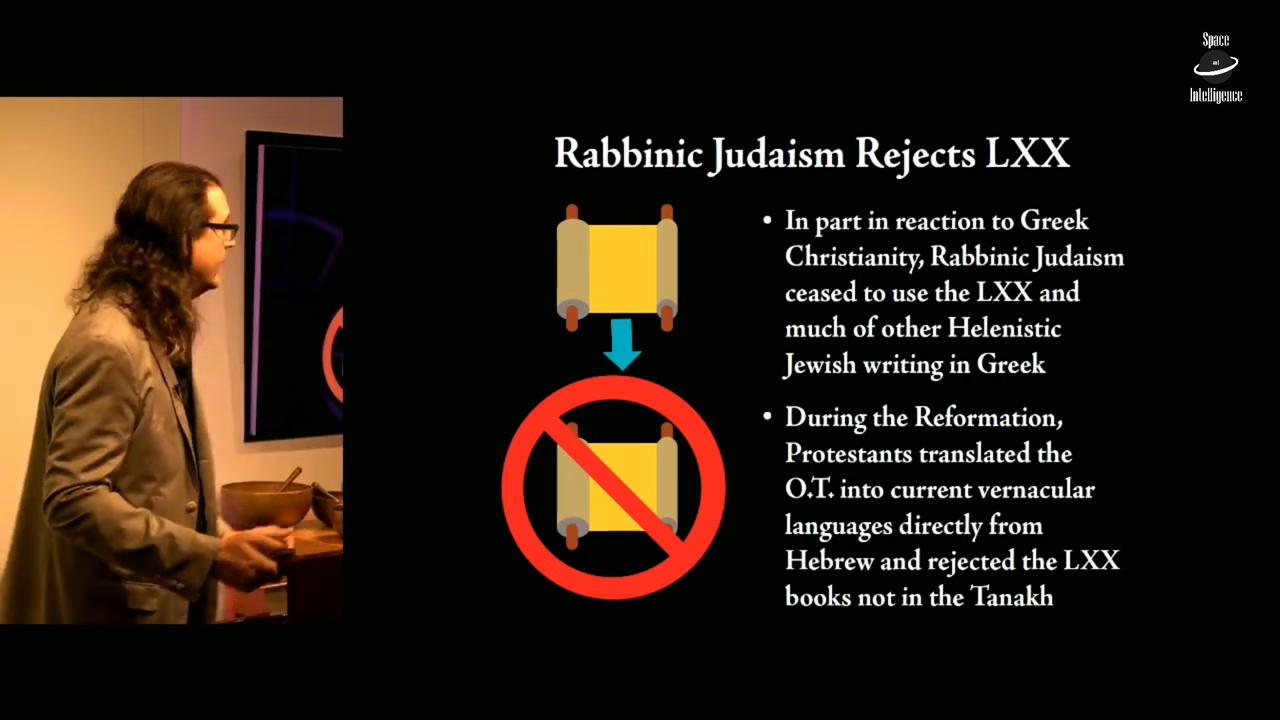 Space
and
Intelligence
Rabbinic Judaism Rejects LXX
• In part in reaction to Greek
Christianity, Rabbinic Judaism
ceased to use the LXX and
much of other Helenistic
Jewish writing in Greek
• During the Reformation,
Protestants translated the
O.T. into current vernacular
languages directly from
Hebrew and rejected the LXX
books not in the Tanakh